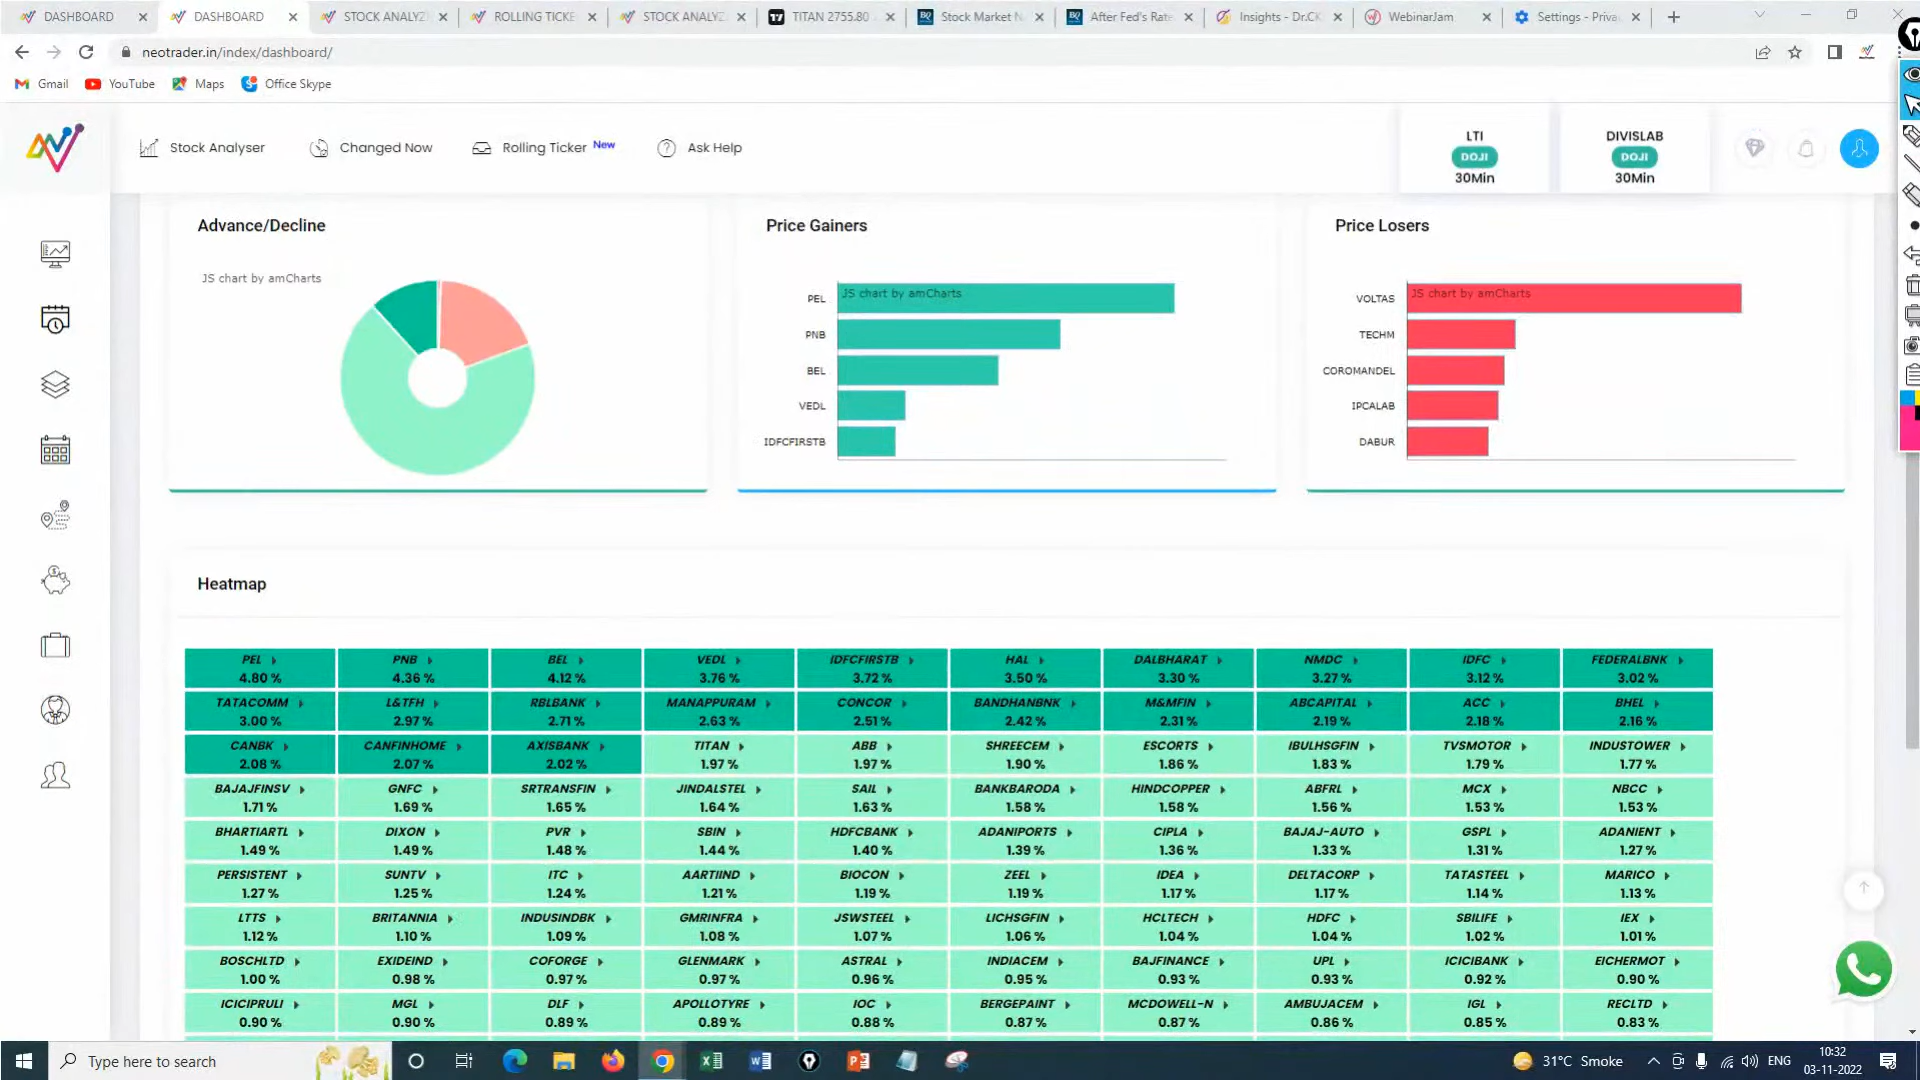 DASHBOARD
DASHBOARD
STOCK ANALYZ
ROLLING TICKE
STOCK ANALYZ
TITAN 2755.80
Stock Market N
After Fed's Rate
Insights - Dr.CK
WebinarJam
Settings - Priva
neotrader.in/index/dashboard/
Gmail YouTube Maps Office Skype
Stock Analyser Changed Now Rolling Ticker New Ask Help
LTI
DOJI
30Min
DIVISLAB
DOJI
30Min
Advance/Decline
JS chart by amCharts
Price Gainers
JS chart by amCharts
PEL
PNB
BEL
VEDL
IDFCFIRSTB
Price Losers
JS chart by amCharts
VOLTAS
TECHM
COROMANDEL
IPCALAB
DABUR
Heatmap
PEL PNB BEL VEDL IDFCFIRSTB HAL DALBHARAT NMDC IDFC FEDERALBNK
4.80 % 4.36 % 4.12 % 3.76 % 3.72 % 3.50 % 3.30 % 3.27 % 3.12 % 3.02 %
TATACOMM L&TFH RBLBANK MANAPPURAM CONCOR BANDHANBNK M&MFIN ABCAPITAL ACC BHEL
3.00 % 2.97 % 2.71 % 2.63 % 2.51 % 2.42 % 2.31 % 2.19 % 2.18 % 2.16 %
CANBK CANFINHOME AXISBANK TITAN ABB SHREECEM ESCORTS IBULHSGFIN TVSMOTOR INDUSTOWER
2.08 % 2.07 % 2.02 % 1.97 % 1.97 % 1.90 % 1.86 % 1.83 % 1.79 % 1.77 %
BAJAJFINSV GNFC SRTRANSFIN JINDALSTEL SAIL BANKBARODA HINDCOPPER ABFRL MCX NBCC
1.71 % 1.69 % 1.65 % 1.64 % 1.63 % 1.58 % 1.58 % 1.56 % 1.53 % 1.53 %
BHARTIARTL DIXON PVR SBIN HDFCBANK ADANIPORTS CIPLA BAJAJ-AUTO GSPL ADANIENT
1.49 % 1.49 % 1.48 % 1.44 % 1.40 % 1.39 % 1.36 % 1.33 % 1.31 % 1.27 %
PERSISTENT SUNTV ITC AARTIIND BIOCON ZEEL IDEA DELTACORP TATASTEEL MARICO
1.27 % 1.25 % 1.24 % 1.21 % 1.19 % 1.19 % 1.17 % 1.17 % 1.14 % 1.13 %
LTTS BRITANNIA INDUSINDBK GMRINFRA JSWSTEEL LICHSGFIN HCLTECH HDFC SBILIFE IEX
1.12 % 1.10 % 1.09 % 1.08 % 1.07 % 1.06 % 1.04 % 1.04 % 1.02 % 1.01 %
BOSCHLTD EXIDEIND COFORGE GLENMARK ASTRAL INDIACEM BAJFINANCE UPL ICICIBANK EICHERMOT
1.00 % 0.98 % 0.97 % 0.97 % 0.96 % 0.95 % 0.93 % 0.93 % 0.92 % 0.90 %
ICICIPRULI MGL DLF APOLLOTYRE IOC BERGEPAINT MCDOWELL-N AMBUJACEM IGL RECLTD
0.90 % 0.90 % 0.89 % 0.89 % 0.88 % 0.87 % 0.87 % 0.86 % 0.85 % 0.83 %
Type here to search
31°C Smoke
ENG
10:32
03-11-2022